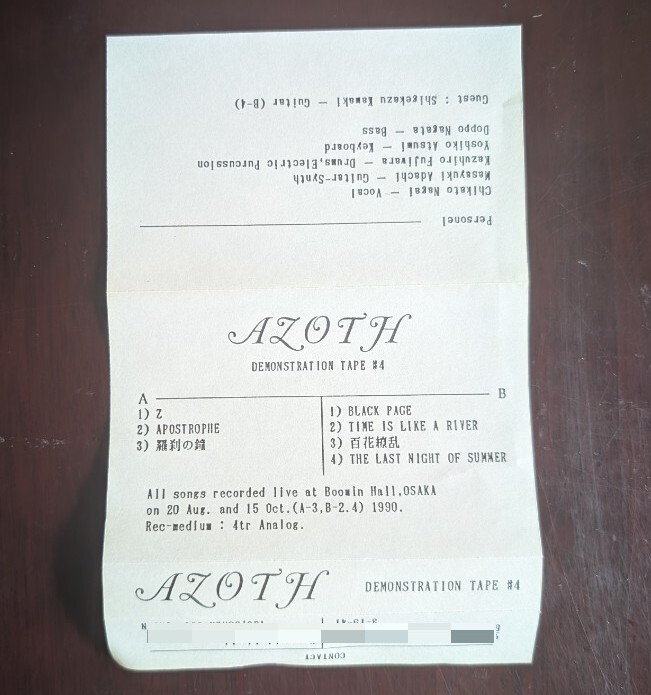 Personel
Chikato Nagai — Vocal
Masayuki Adachi — Guitar-Synth
Kazuhiro Fujiwara — Drums,Electric Purcussion
Yoshiko Atsumi — Keyboard
Doppo Nagata — Bass
Guest : Shigekazu Kawaki — Guitar (B-4)
AZOTH
DEMONSTRATION TAPE #4
A
1) Z
2) APOSTROPHE
3) 羅刹の鐘
B
1) BLACK PAGE
2) TIME IS LIKE A RIVER
3) 百花繚乱
4) THE LAST NIGHT OF SUMMER
All songs recorded live at Boomin Hall,OSAKA
on 20 Aug. and 15 Oct.(A-3,B-2.4) 1990.
Rec-medium : 4tr Analog.
AZOTH DEMONSTRATION TAPE #4
CONTACT